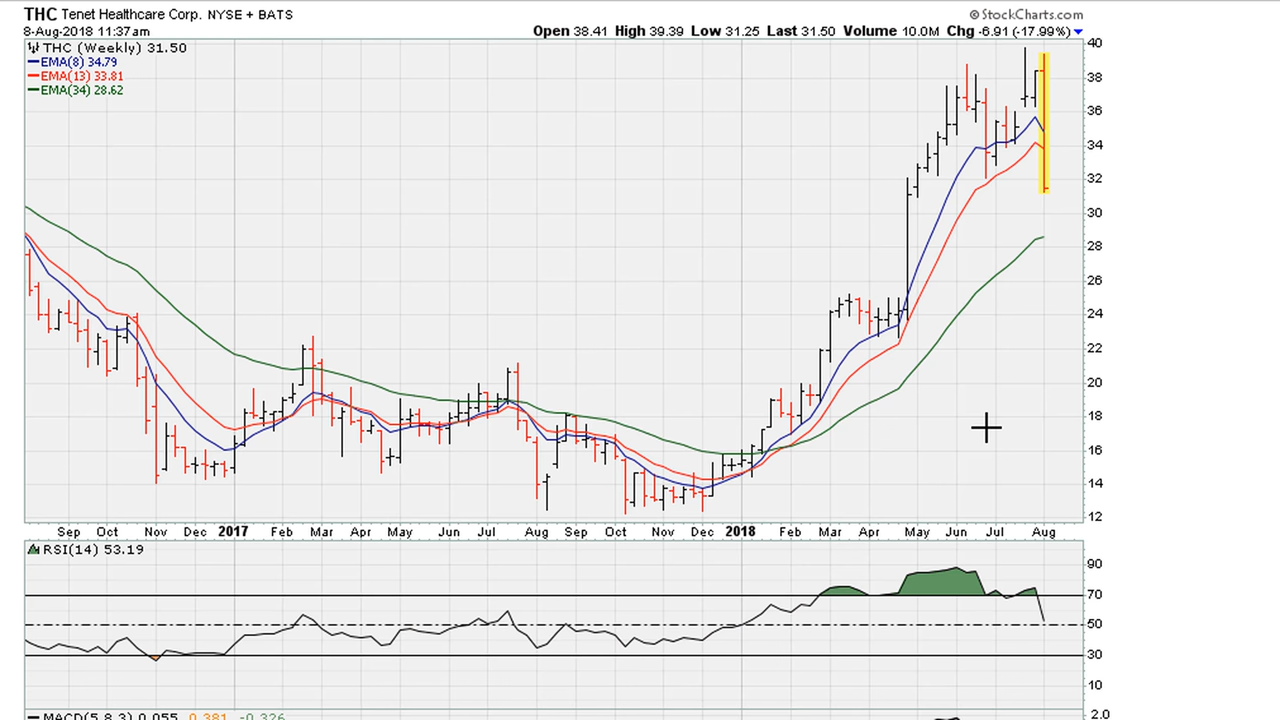 THC Tenet Healthcare Corp. NYSE + BATS
© StockCharts.com
8-Aug-2018 11:37am
Open 38.41 High 39.39 Low 31.25 Last 31.50 Volume 10.0M Chg -6.91 (-17.99%)
THC (Weekly) 31.50
EMA(8) 34.79
EMA(13) 33.81
EMA(34) 28.62
40
38
36
34
32
30
28
26
24
22
20
18
16
14
12
Sep Oct Nov Dec 2017 Feb Mar Apr May Jun Jul Aug Sep Oct Nov Dec 2018 Feb Mar Apr May Jun Jul Aug
RSI(14) 53.19
90
70
50
30
10
MACD(5,8,3) 0.055, 0.381, -0.326
2.0